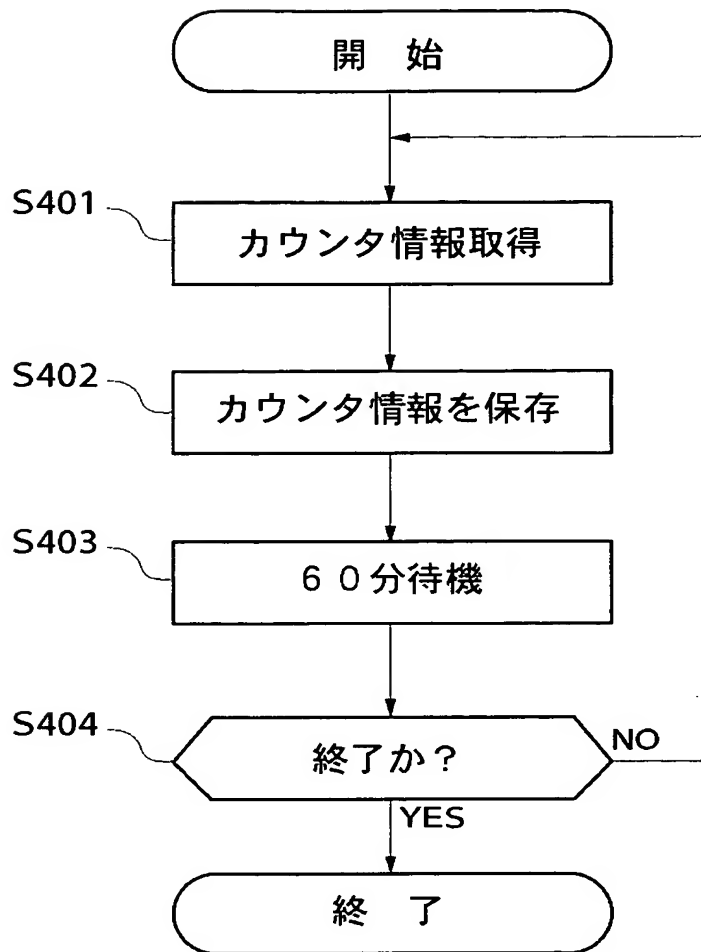 開 始
S401
カウンタ情報取得
S402
カウンタ情報を保存
S403
６０分待機
S404
終了か？
NO
YES
終 了